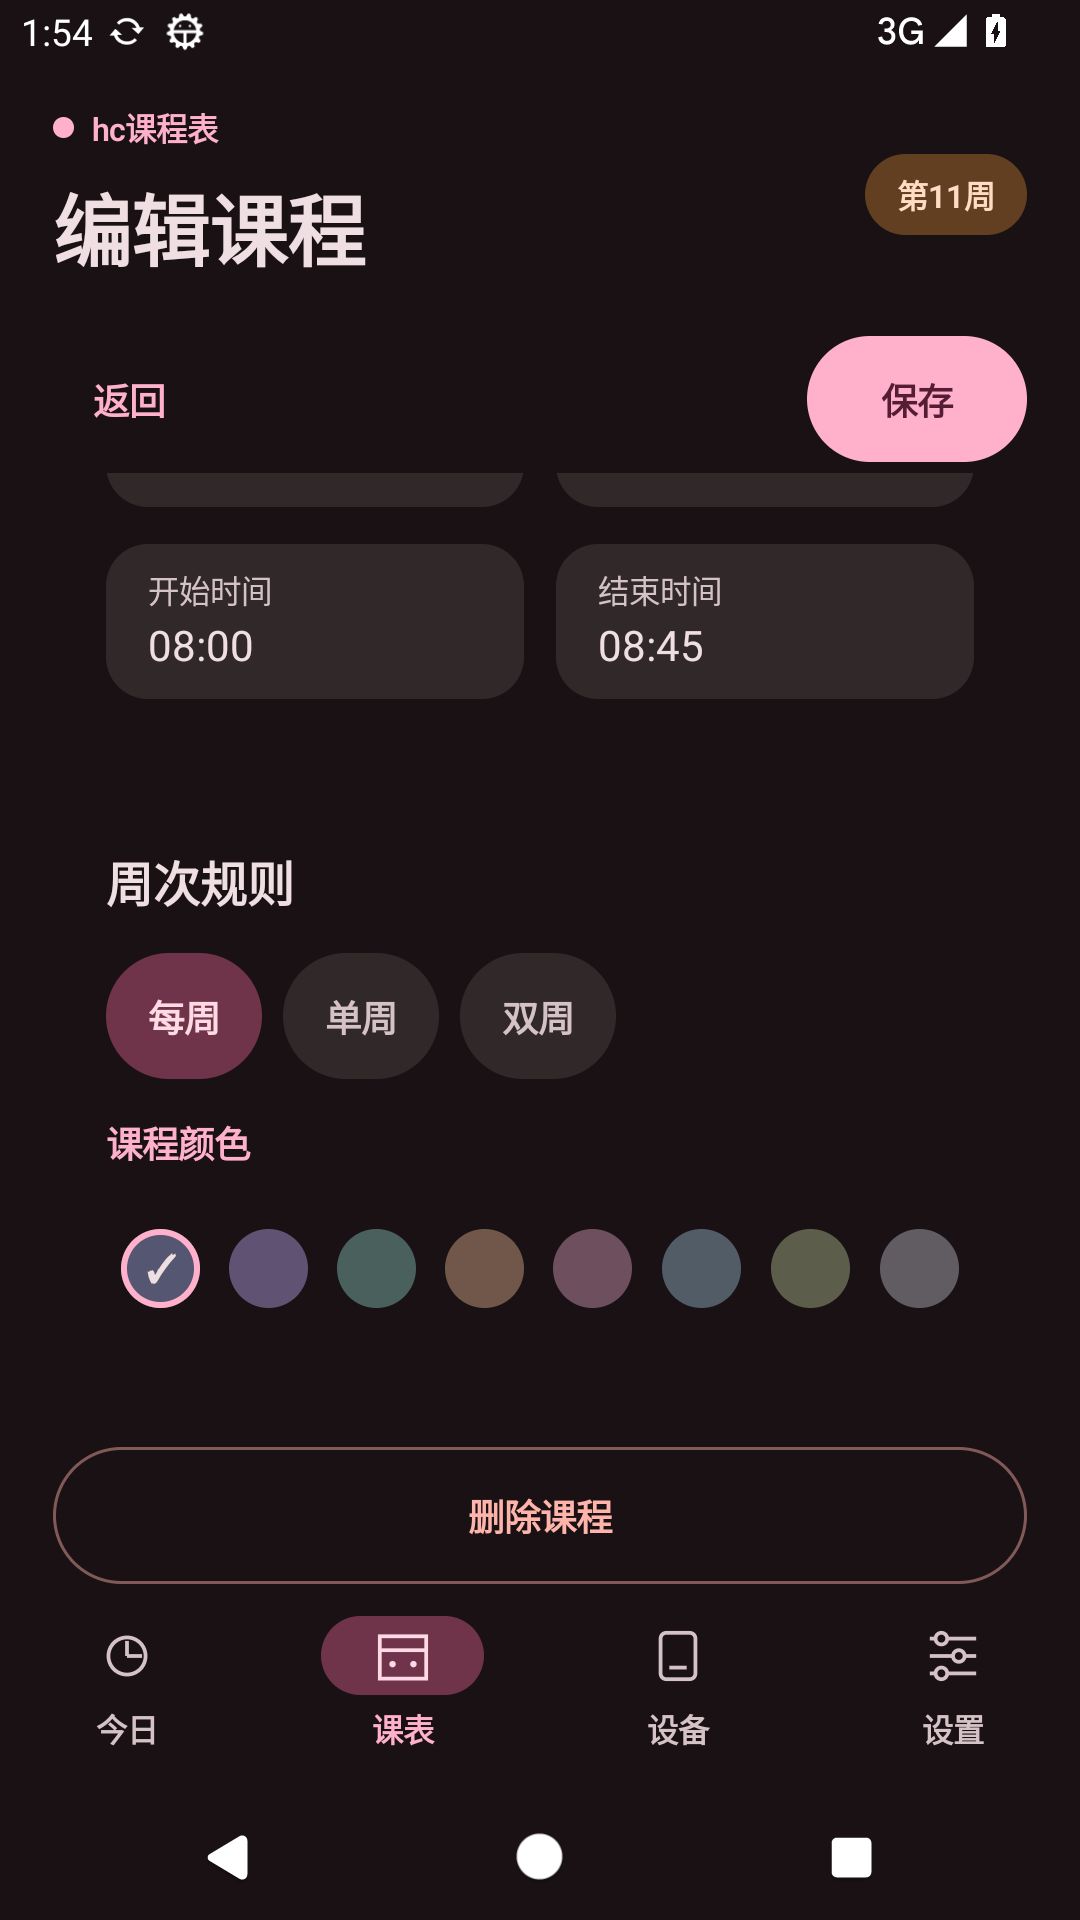 1:54
3G
hc课程表
编辑课程
第11周
返回
保存
开始时间
08:00
结束时间
08:45
周次规则
每周
单周
双周
课程颜色
✓
删除课程
今日
课表
设备
设置